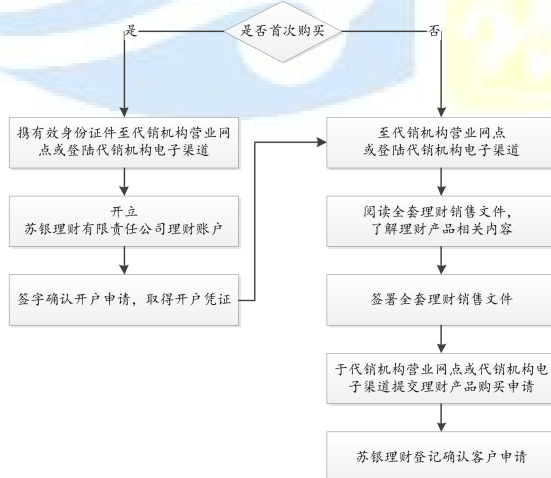 是否首次购买
是
否
携有效身份证件至代销机构营业网
点或登陆代销机构电子渠道
开立
苏银理财有限责任公司理财账户
签字确认开户申请，取得开户凭证
至代销机构营业网点
或登陆代销机构电子渠道
阅读全套理财销售文件，
了解理财产品相关内容
签署全套理财销售文件
于代销机构营业网点或代销机构电
子渠道提交理财产品购买申请
苏银理财登记确认客户申请